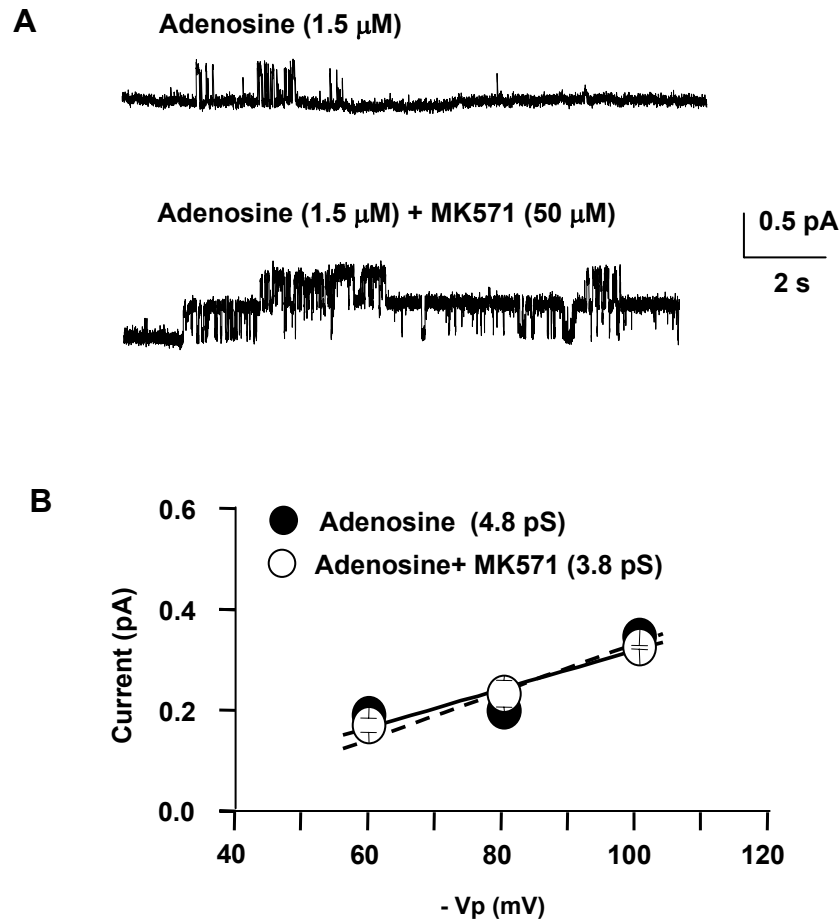 A
Adenosine (1.5 μM)
Adenosine (1.5 μM) + MK571 (50 μM)
0.5 pA
2 s
B
Adenosine (4.8 pS)
Adenosine+ MK571 (3.8 pS)
Current (pA)
0.6
0.4
0.2
0.0
40 60 80 100 120
- Vp (mV)